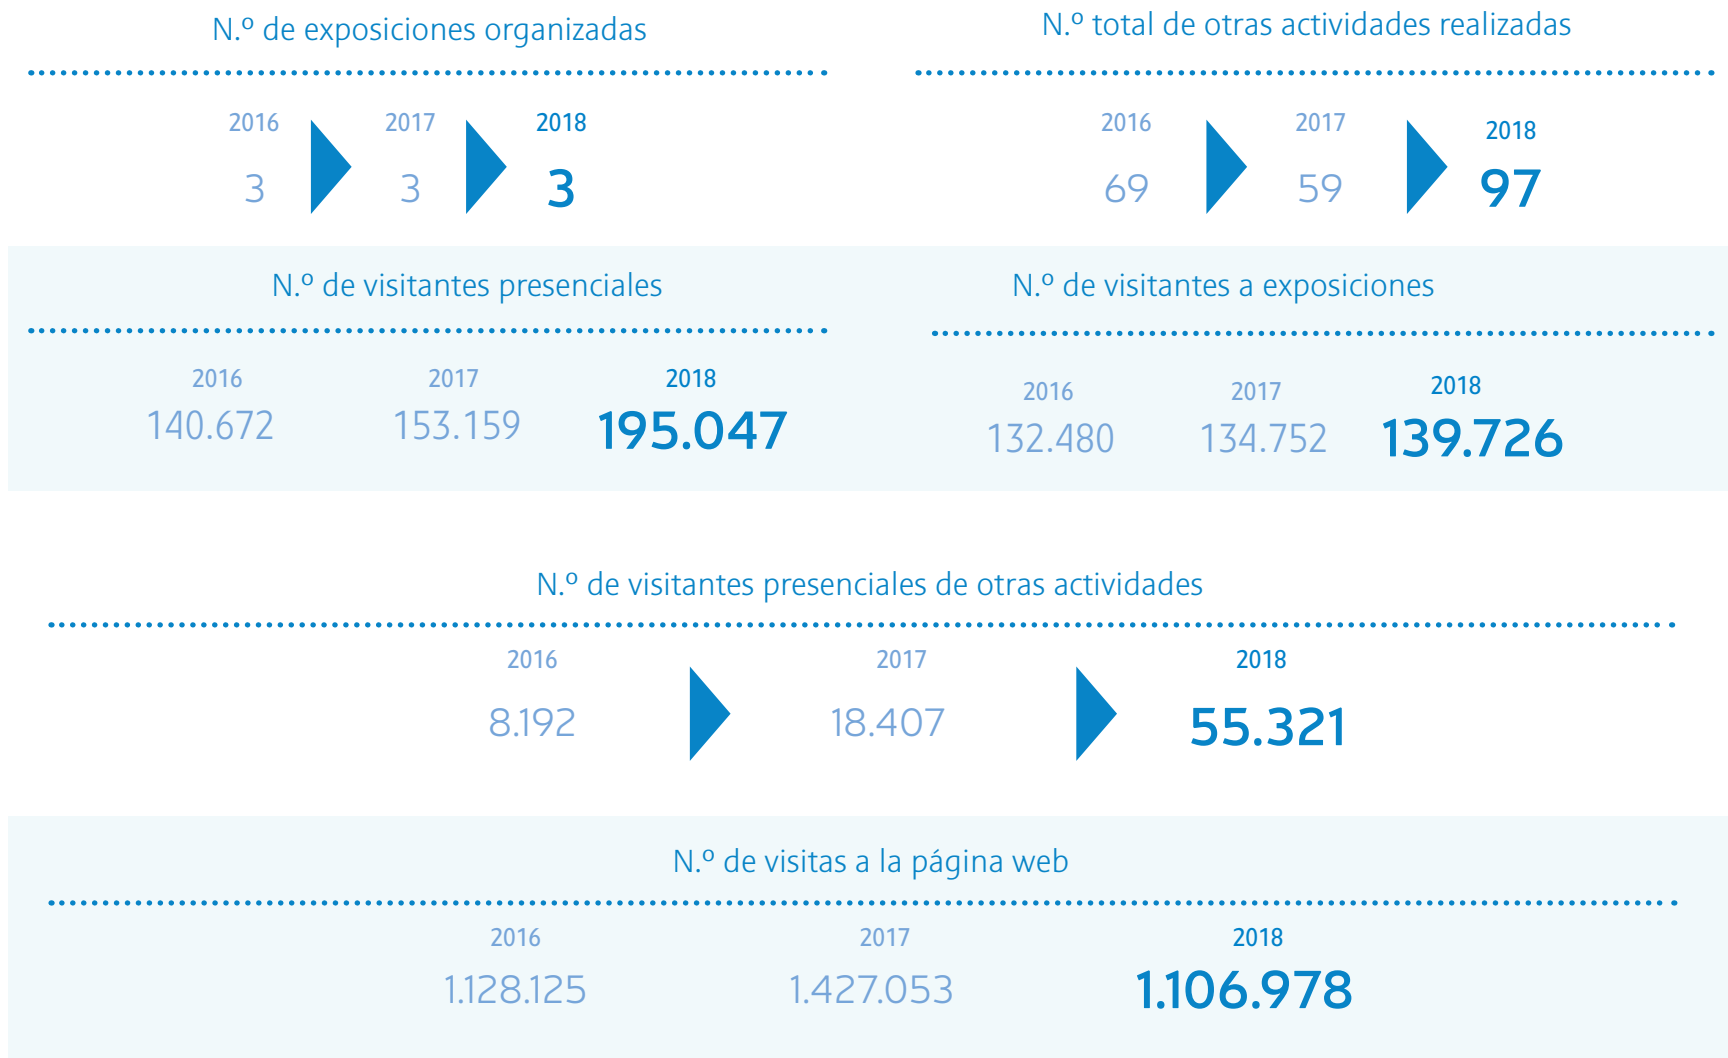 N.º de exposiciones organizadas
2016 2017 2018
3 3 3
N.º total de otras actividades realizadas
2016 2017 2018
69 59 97
N.º de visitantes presenciales
2016 2017 2018
140.672 153.159 195.047
N.º de visitantes a exposiciones
2016 2017 2018
132.480 134.752 139.726
N.º de visitantes presenciales de otras actividades
2016 2017 2018
8.192 18.407 55.321
N.º de visitas a la página web
2016 2017 2018
1.128.125 1.427.053 1.106.978